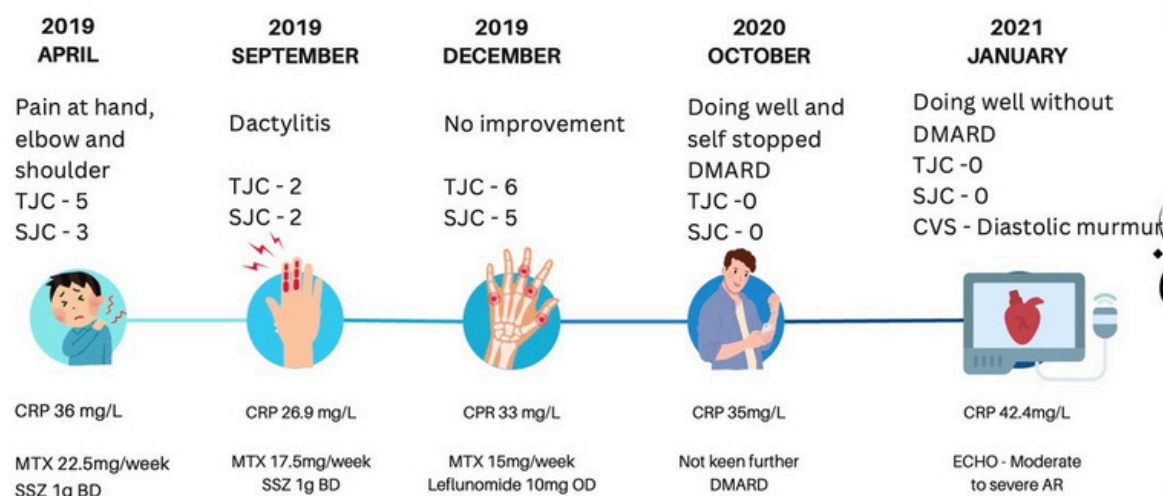 2019
APRIL
Pain at hand,
elbow and
shoulder
TJC - 5
SJC - 3
CRP 36 mg/L
MTX 22.5mg/week
SSZ 1g BD
2019
SEPTEMBER
Dactylitis
TJC - 2
SJC - 2
CRP 26.9 mg/L
MTX 17.5mg/week
SSZ 1g BD
2019
DECEMBER
No improvement
TJC - 6
SJC - 5
CPR 33 mg/L
MTX 15mg/week
Leflunomide 10mg OD
2020
OCTOBER
Doing well and
self stopped
DMARD
TJC -0
SJC - 0
CRP 35mg/L
Not keen further
DMARD
2021
JANUARY
Doing well without
DMARD
TJC -0
SJC - 0
CVS - Diastolic murmur
CRP 42.4mg/L
ECHO - Moderate
to severe AR